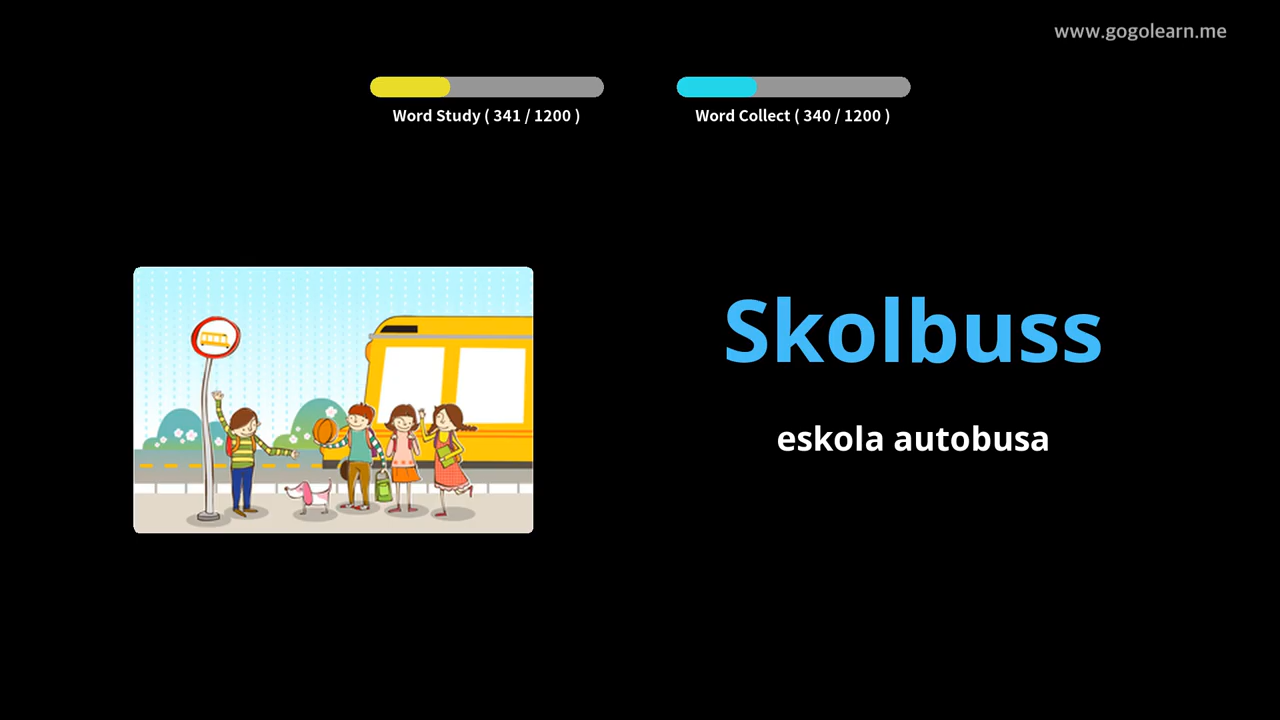 www.gogolearn.me
Word Study ( 341 / 1200 )
Word Collect ( 340 / 1200 )
Skolbuss
eskola autobusa